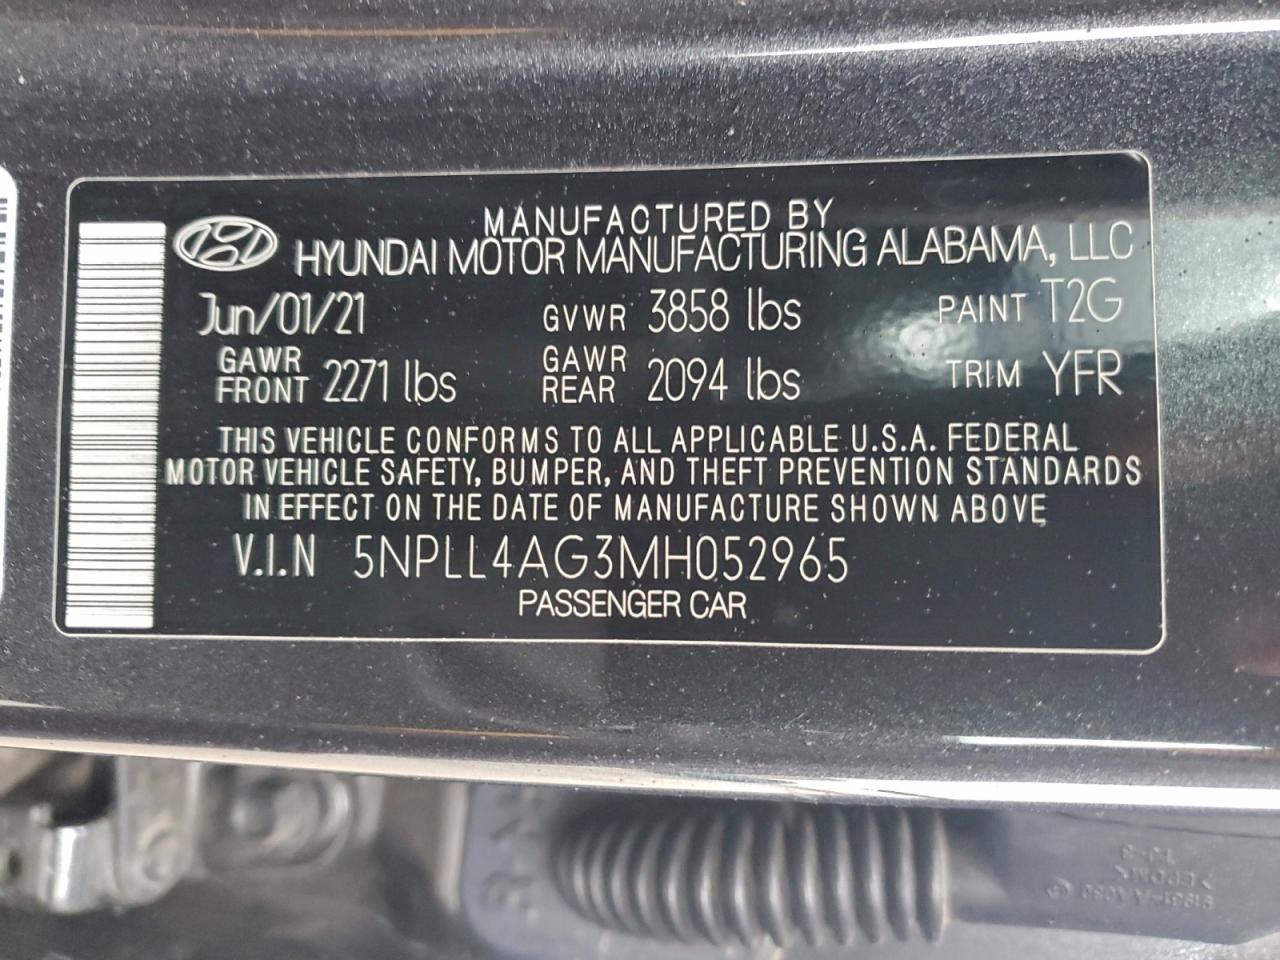 MANUFACTURED BY
HYUNDAI MOTOR MANUFACTURING ALABAMA, LLC
Jun/01/21 GVWR 3858 lbs PAINT T2G
GAWR FRONT 2271 lbs GAWR REAR 2094 lbs TRIM YFR
THIS VEHICLE CONFORMS TO ALL APPLICABLE U.S.A. FEDERAL
MOTOR VEHICLE SAFETY, BUMPER, AND THEFT PREVENTION STANDARDS
IN EFFECT ON THE DATE OF MANUFACTURE SHOWN ABOVE
V.I.N 5NPLL4AG3MH052965
PASSENGER CAR